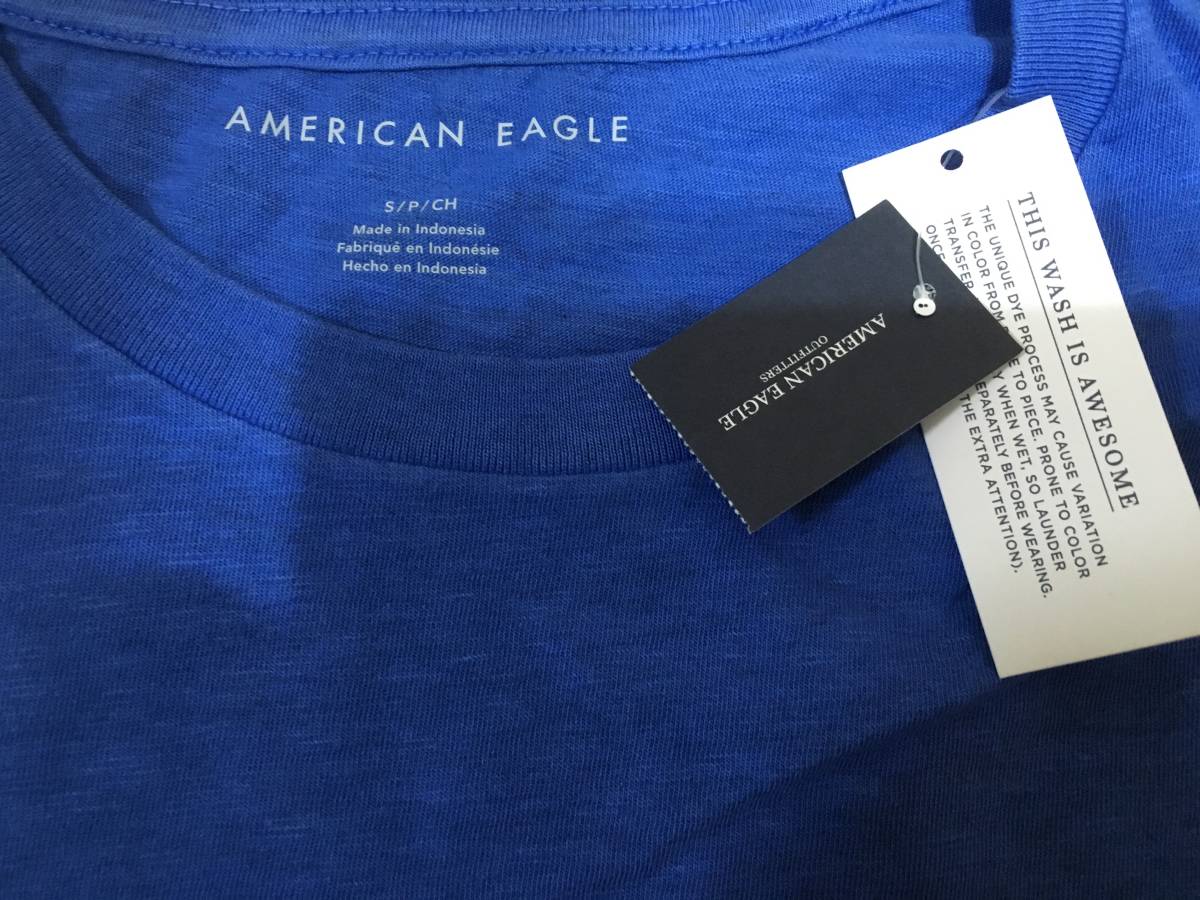 AMERICAN EAGLE
S/P/CH
Made in Indonesia
Fabriqué en Indonésie
Hecho en Indonesia
AMERICAN EAGLE
OUTFITTERS
THIS WASH IS AWESOME
THE UNIQUE DYE PROCESS MAY CAUSE VARIATION
IN COLOR FROM TO PIECE. PRONE TO COLOR
TRANSFER WHEN WET, SO LAUNDER
ONCE BEFORE WEARING.
THE EXTRA ATTENTION).